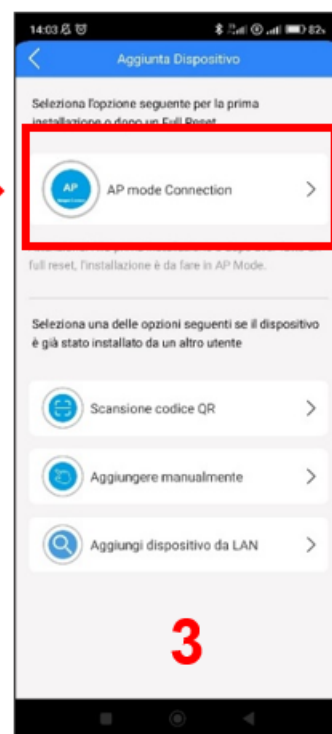 14:03
82%
Aggiunta Dispositivo
Seleziona l'opzione seguente per la prima
installazione o dopo un Full Reset
AP
AP mode Connection
full reset, l'installazione è da fare in AP Mode.
Seleziona una delle opzioni seguenti se il dispositivo
è già stato installato da un altro utente
Scansione codice QR
Aggiungere manualmente
Aggiungi dispositivo da LAN
3